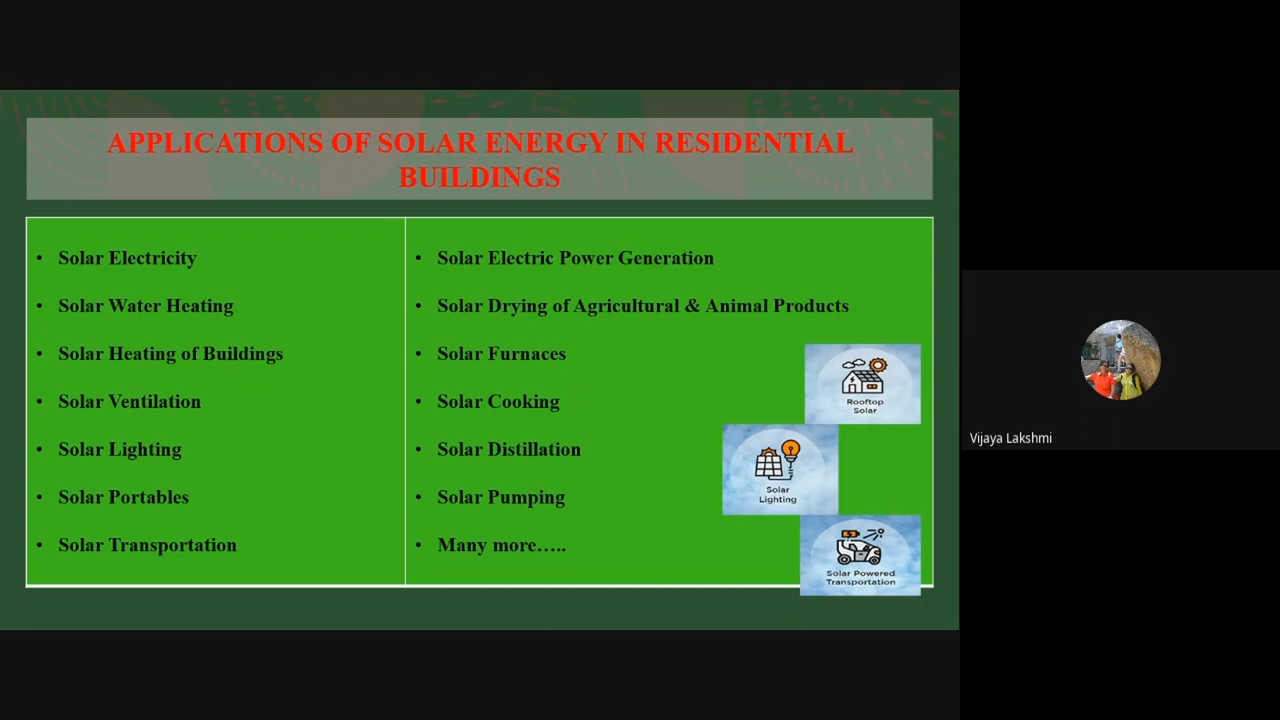 APPLICATIONS OF SOLAR ENERGY IN RESIDENTIAL
BUILDINGS
• Solar Electricity
• Solar Water Heating
• Solar Heating of Buildings
• Solar Ventilation
• Solar Lighting
• Solar Portables
• Solar Transportation
• Solar Electric Power Generation
• Solar Drying of Agricultural & Animal Products
• Solar Furnaces
• Solar Cooking
• Solar Distillation
• Solar Pumping
• Many more…..
Rooftop
Solar
Solar
Lighting
Solar Powered
Transportation
Vijaya Lakshmi